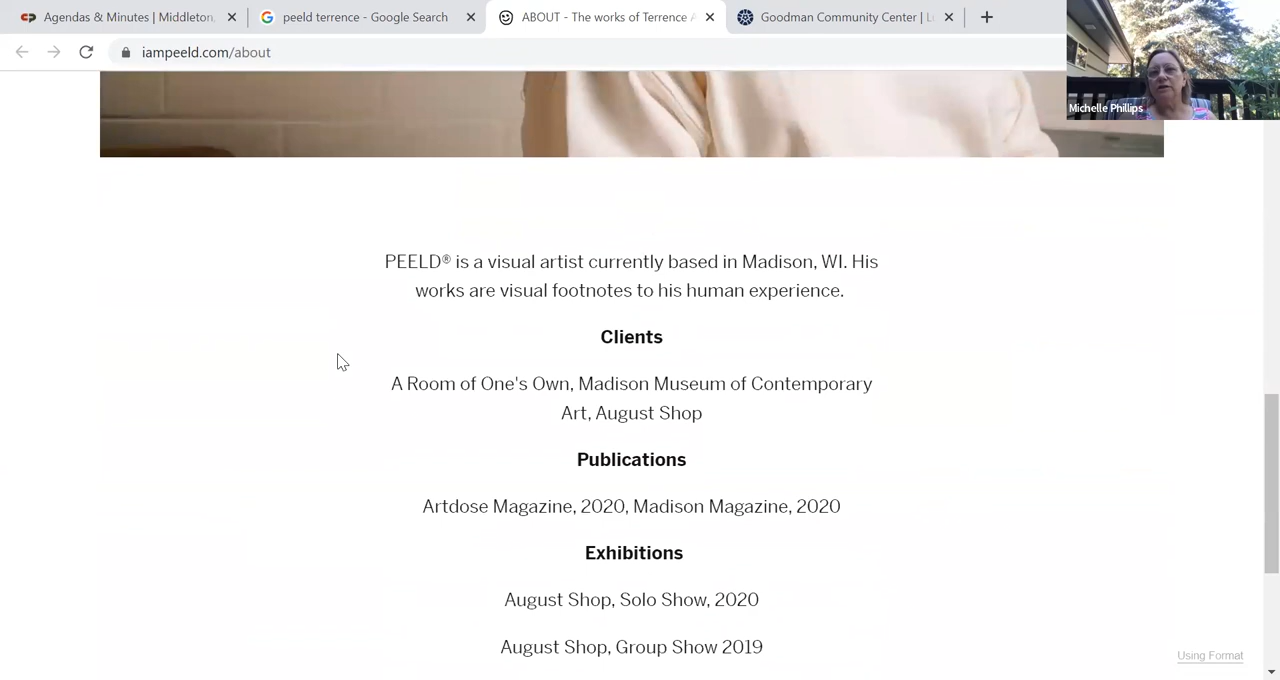 Agendas & Minutes | Middleton,
peeld terrence - Google Search
ABOUT - The works of Terrence A
Goodman Community Center | L
iampeeld.com/about
Michelle Phillips
PEELD® is a visual artist currently based in Madison, WI. His
works are visual footnotes to his human experience.
Clients
A Room of One's Own, Madison Museum of Contemporary
Art, August Shop
Publications
Artdose Magazine, 2020, Madison Magazine, 2020
Exhibitions
August Shop, Solo Show, 2020
August Shop, Group Show 2019
Using Format